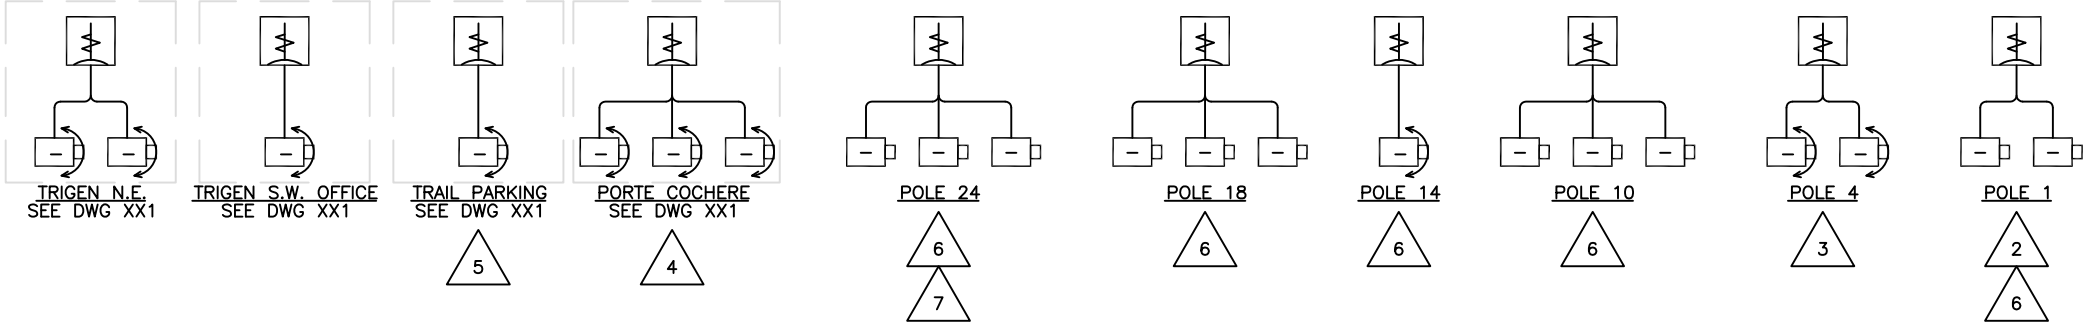 TRIGEN N.E.
SEE DWG XX1
TRIGEN S.W. OFFICE
SEE DWG XX1
TRAIL PARKING
SEE DWG XX1
5
PORTE COCHERE
SEE DWG XX1
4
POLE 24
6
7
POLE 18
6
POLE 14
6
POLE 10
6
POLE 4
3
POLE 1
2
6